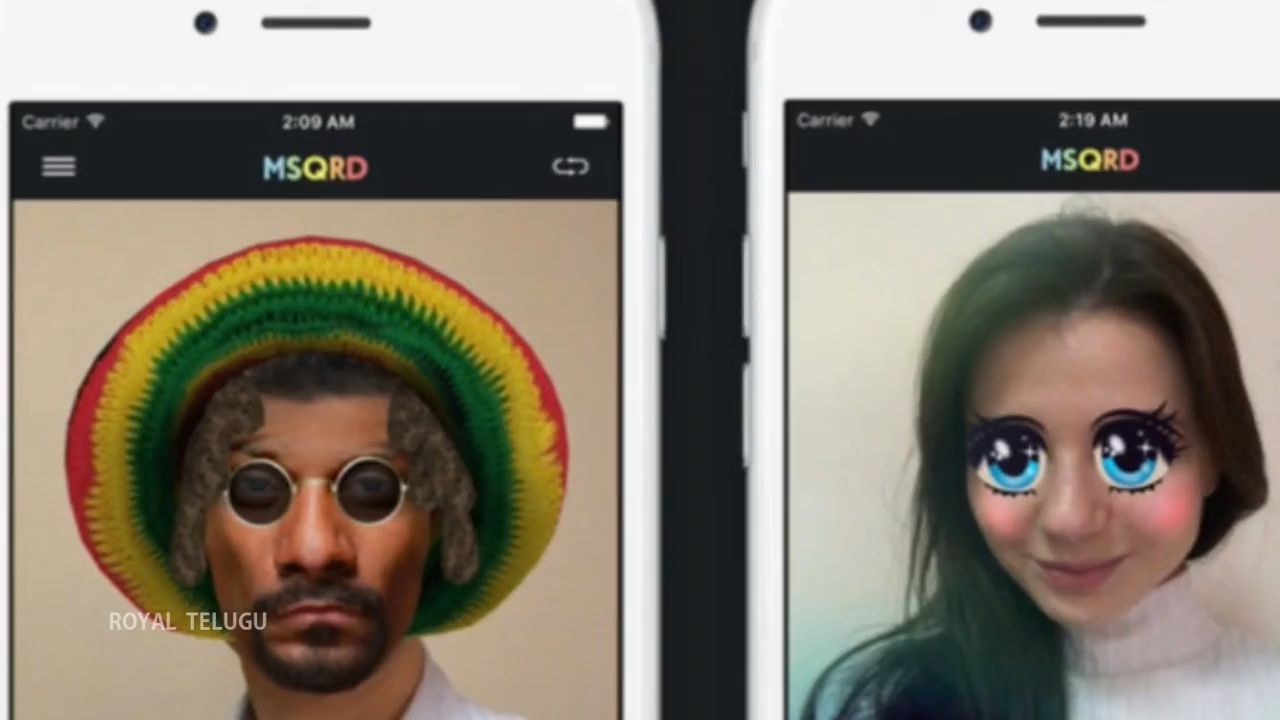 Carrier 2:09 AM
MSQRD
Carrier 2:19 AM
MSQRD
ROYAL TELUGU